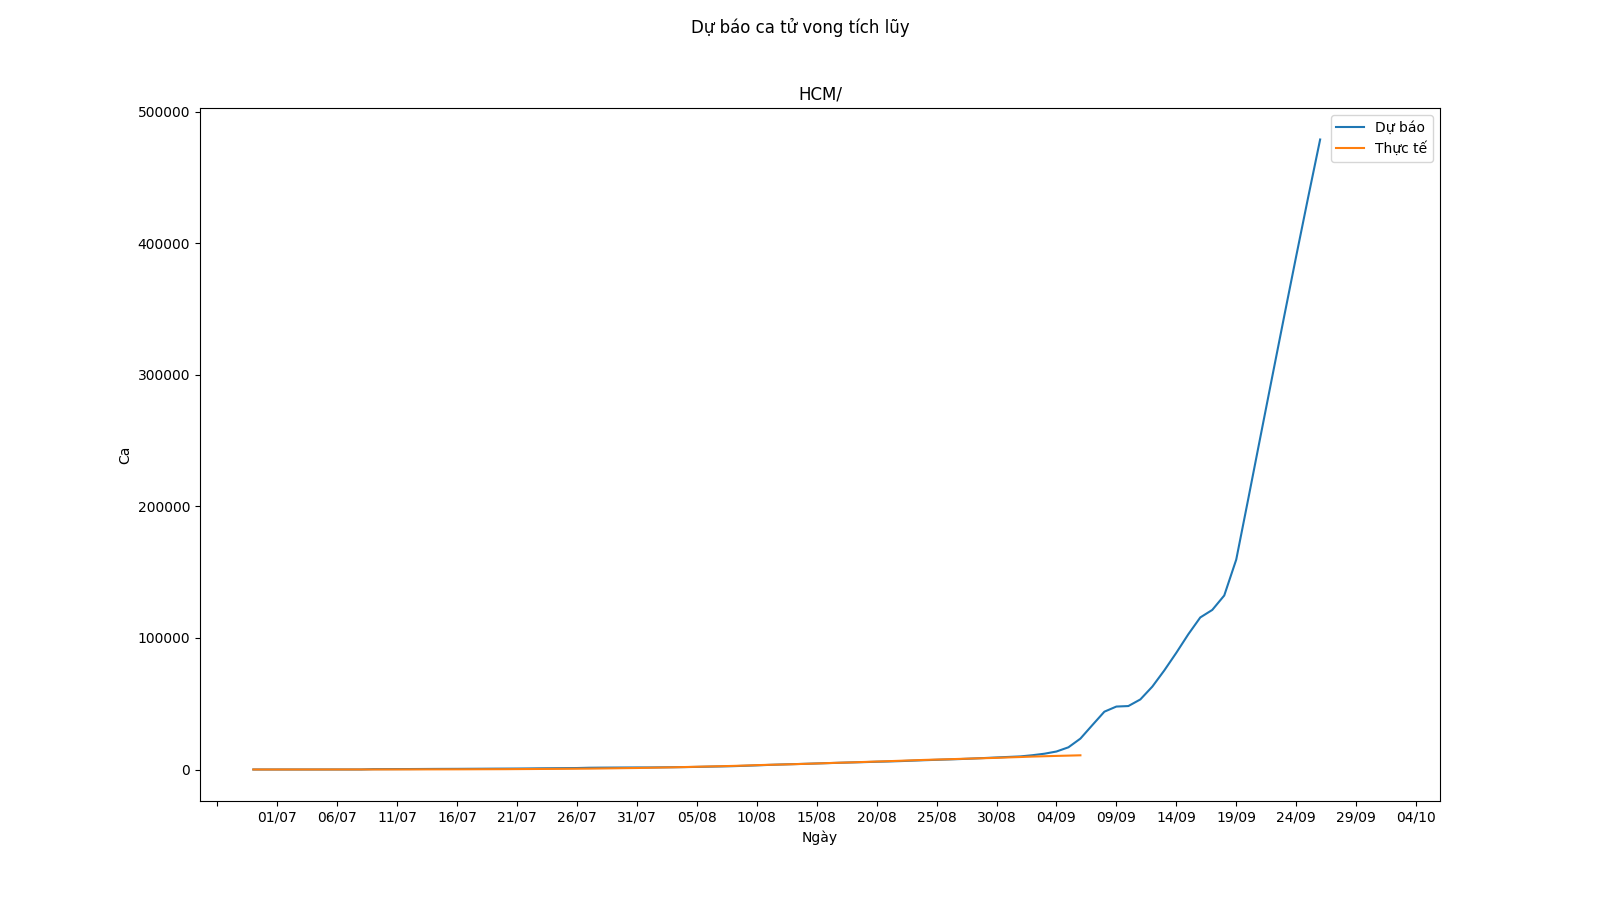 Dự báo ca tử vong tích lũy
HCM/
500000
400000
300000
200000
100000
0
Ca
Dự báo
Thực tế
01/07 06/07 11/07 16/07 21/07 26/07 31/07 05/08 10/08 15/08 20/08 25/08 30/08 04/09 09/09 14/09 19/09 24/09 29/09 04/10
Ngày